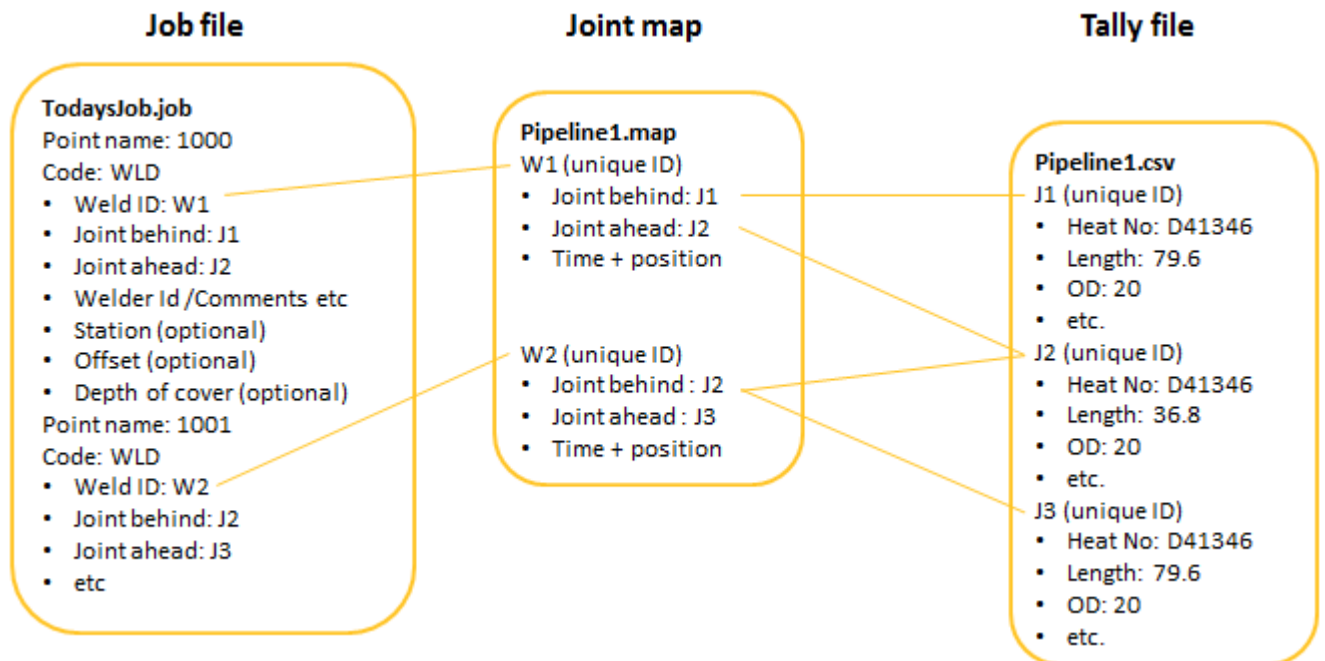 Job file
TodaysJob.job
Point name: 1000
Code: WLD
• Weld ID: W1
• Joint behind: J1
• Joint ahead: J2
• Welder Id /Comments etc
• Station (optional)
• Offset (optional)
• Depth of cover (optional)
Point name: 1001
Code: WLD
• Weld ID: W2
• Joint behind: J2
• Joint ahead: J3
• etc
Joint map
Pipeline1.map
W1 (unique ID)
• Joint behind: J1
• Joint ahead: J2
• Time + position
W2 (unique ID)
• Joint behind : J2
• Joint ahead : J3
• Time + position
Tally file
Pipeline1.csv
J1 (unique ID)
• Heat No: D41346
• Length: 79.6
• OD: 20
• etc.
J2 (unique ID)
• Heat No: D41346
• Length: 36.8
• OD: 20
• etc.
J3 (unique ID)
• Heat No: D41346
• Length: 79.6
• OD: 20
• etc.